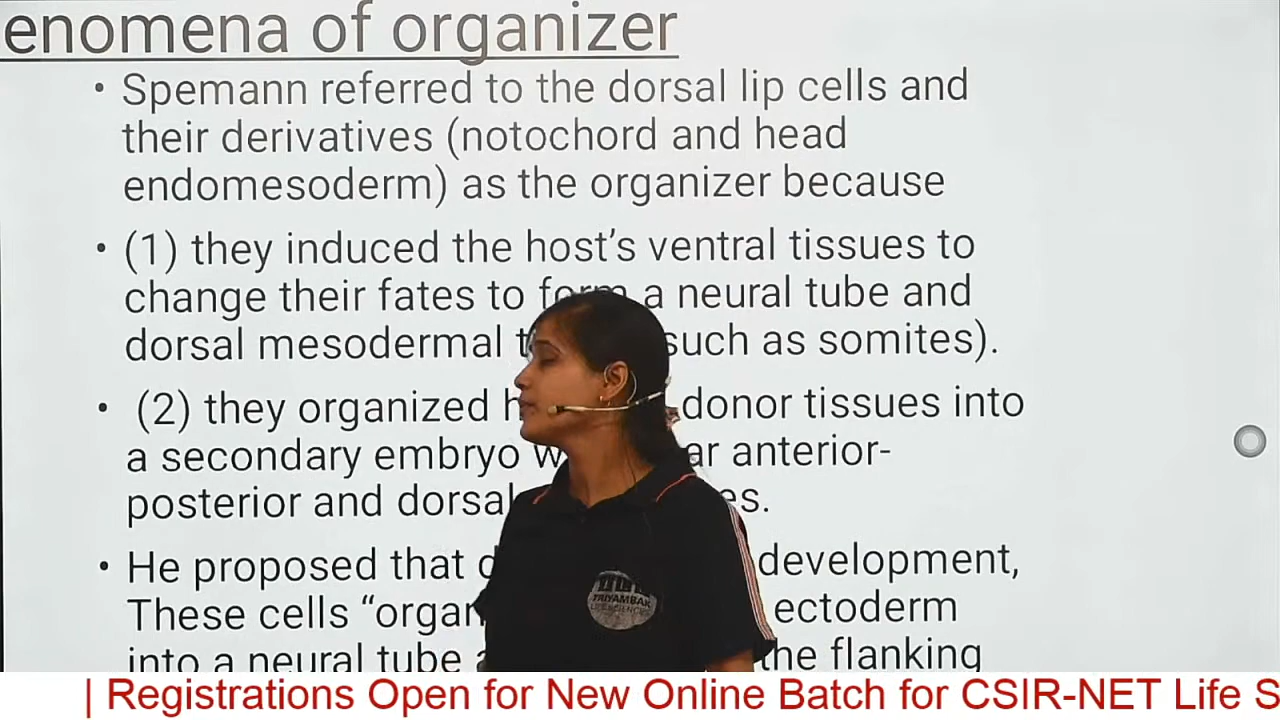 enomena of organizer
• Spemann referred to the dorsal lip cells and
their derivatives (notochord and head
endomesoderm) as the organizer because
• (1) they induced the host’s ventral tissues to
change their fates to form a neural tube and
dorsal mesodermal t such as somites).
• (2) they organized h donor tissues into
a secondary embryo w ar anterior-
posterior and dorsal es.
• He proposed that d development,
These cells “organ ectoderm
into a neural tube a the flanking
TRIYAMBAK
LIFE SCIENCES
| Registrations Open for New Online Batch for CSIR-NET Life S